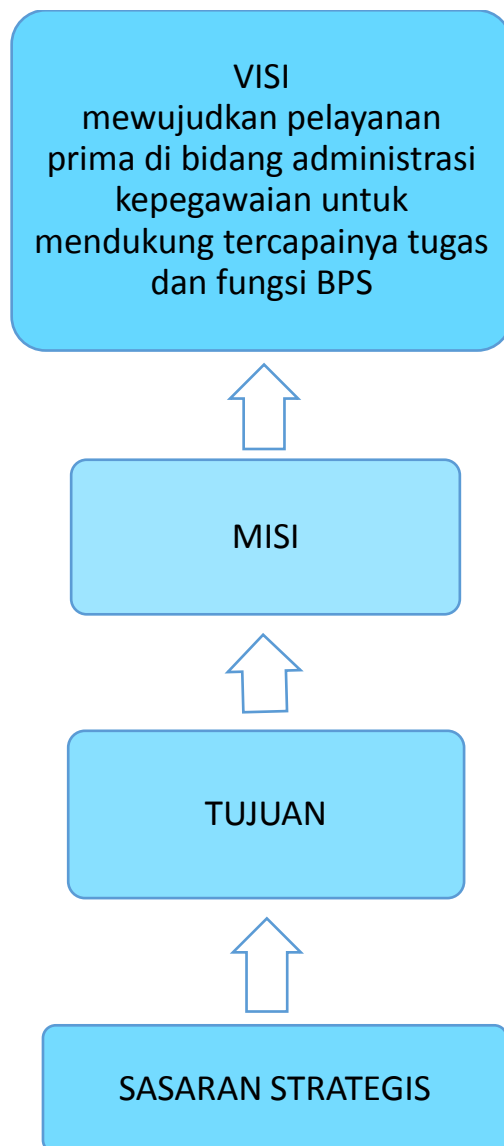 VISI
mewujudkan pelayanan
prima di bidang administrasi
kepegawaian untuk
mendukung tercapainya tugas
dan fungsi BPS
MISI
TUJUAN
SASARAN STRATEGIS